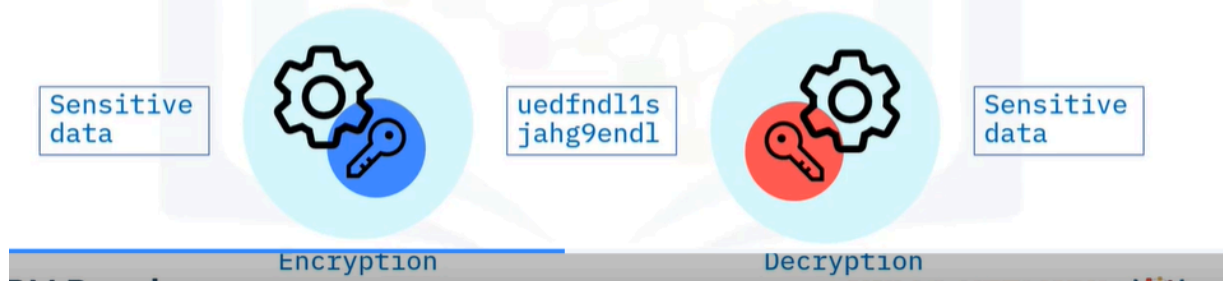 Sensitive
data
uedfndl1s
jahg9endl
Sensitive
data
Encryption
Decryption